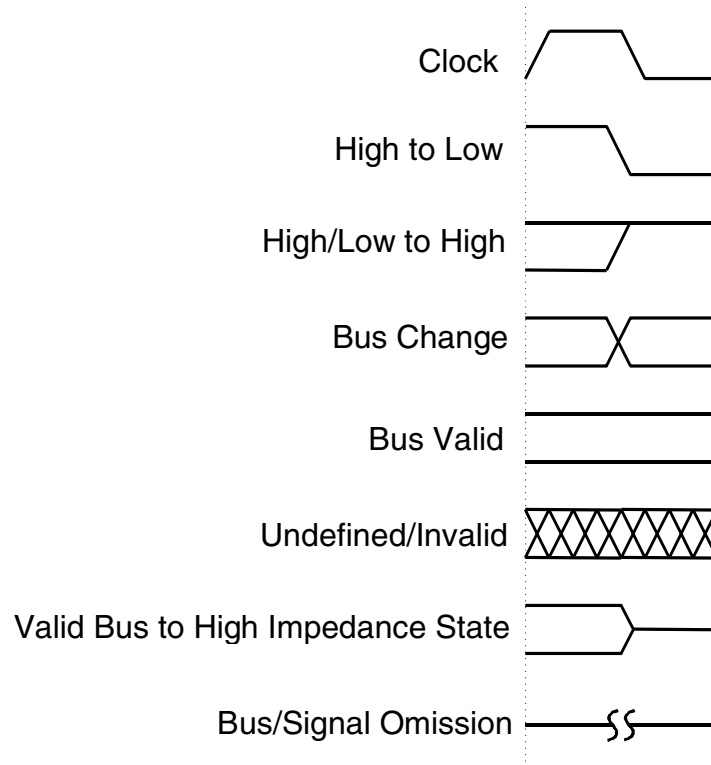 Clock
High to Low
High/Low to High
Bus Change
Bus Valid
Undefined/Invalid
Valid Bus to High Impedance State
Bus/Signal Omission